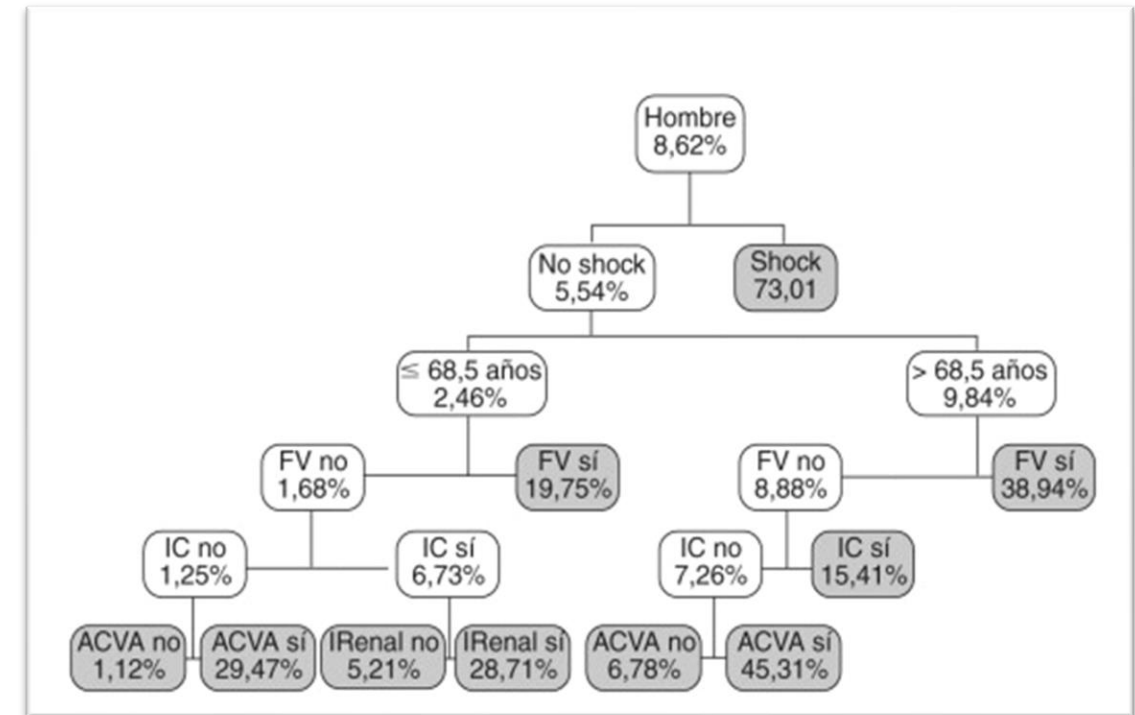 Hombre
8,62%
No shock
5,54%
Shock
73,01
≤ 68,5 años
2,46%
> 68,5 años
9,84%
FV no
1,68%
FV sí
19,75%
FV no
8,88%
FV sí
38,94%
IC no
1,25%
IC sí
6,73%
IC no
7,26%
IC sí
15,41%
ACVA no
1,12%
ACVA sí
29,47%
IRenal no
5,21%
IRenal sí
28,71%
ACVA no
6,78%
ACVA sí
45,31%